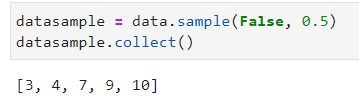 datasample = data.sample(False, 0.5)
datasample.collect()
[3, 4, 7, 9, 10]